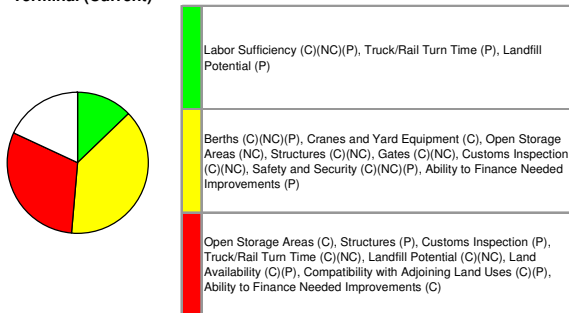 Terminal (Current)
Labor Sufficiency (C)(NC)(P), Truck/Rail Turn Time (P), Landfill
Potential (P)
Berths (C)(NC)(P), Cranes and Yard Equipment (C), Open Storage
Areas (NC), Structures (C)(NC), Gates (C)(NC), Customs Inspection
(C)(NC), Safety and Security (C)(NC)(P), Ability to Finance Needed
Improvements (P)
Open Storage Areas (C), Structures (P), Customs Inspection (P),
Truck/Rail Turn Time (C)(NC), Landfill Potential (C)(NC), Land
Availability (C)(P), Compatibility with Adjoining Land Uses (C)(P),
Ability to Finance Needed Improvements (C)